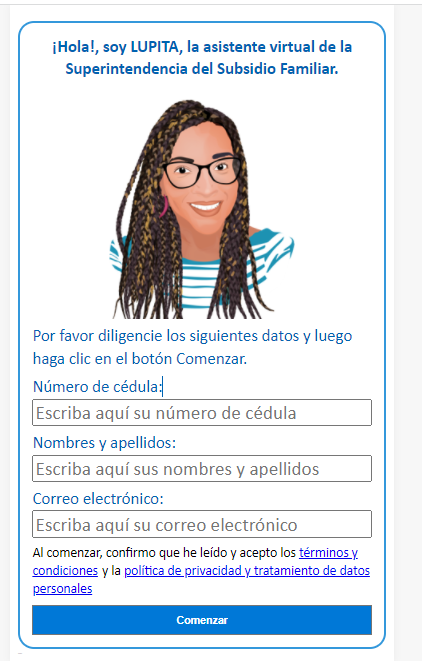 ¡Hola!, soy LUPITA, la asistente virtual de la
Superintendencia del Subsidio Familiar.
Por favor diligencie los siguientes datos y luego
haga clic en el botón Comenzar.
Número de cédula:
Escriba aquí su número de cédula
Nombres y apellidos:
Escriba aquí sus nombres y apellidos
Correo electrónico:
Escriba aquí su correo electrónico
Al comenzar, confirmo que he leído y acepto los términos y
condiciones y la política de privacidad y tratamiento de datos
personales
Comenzar